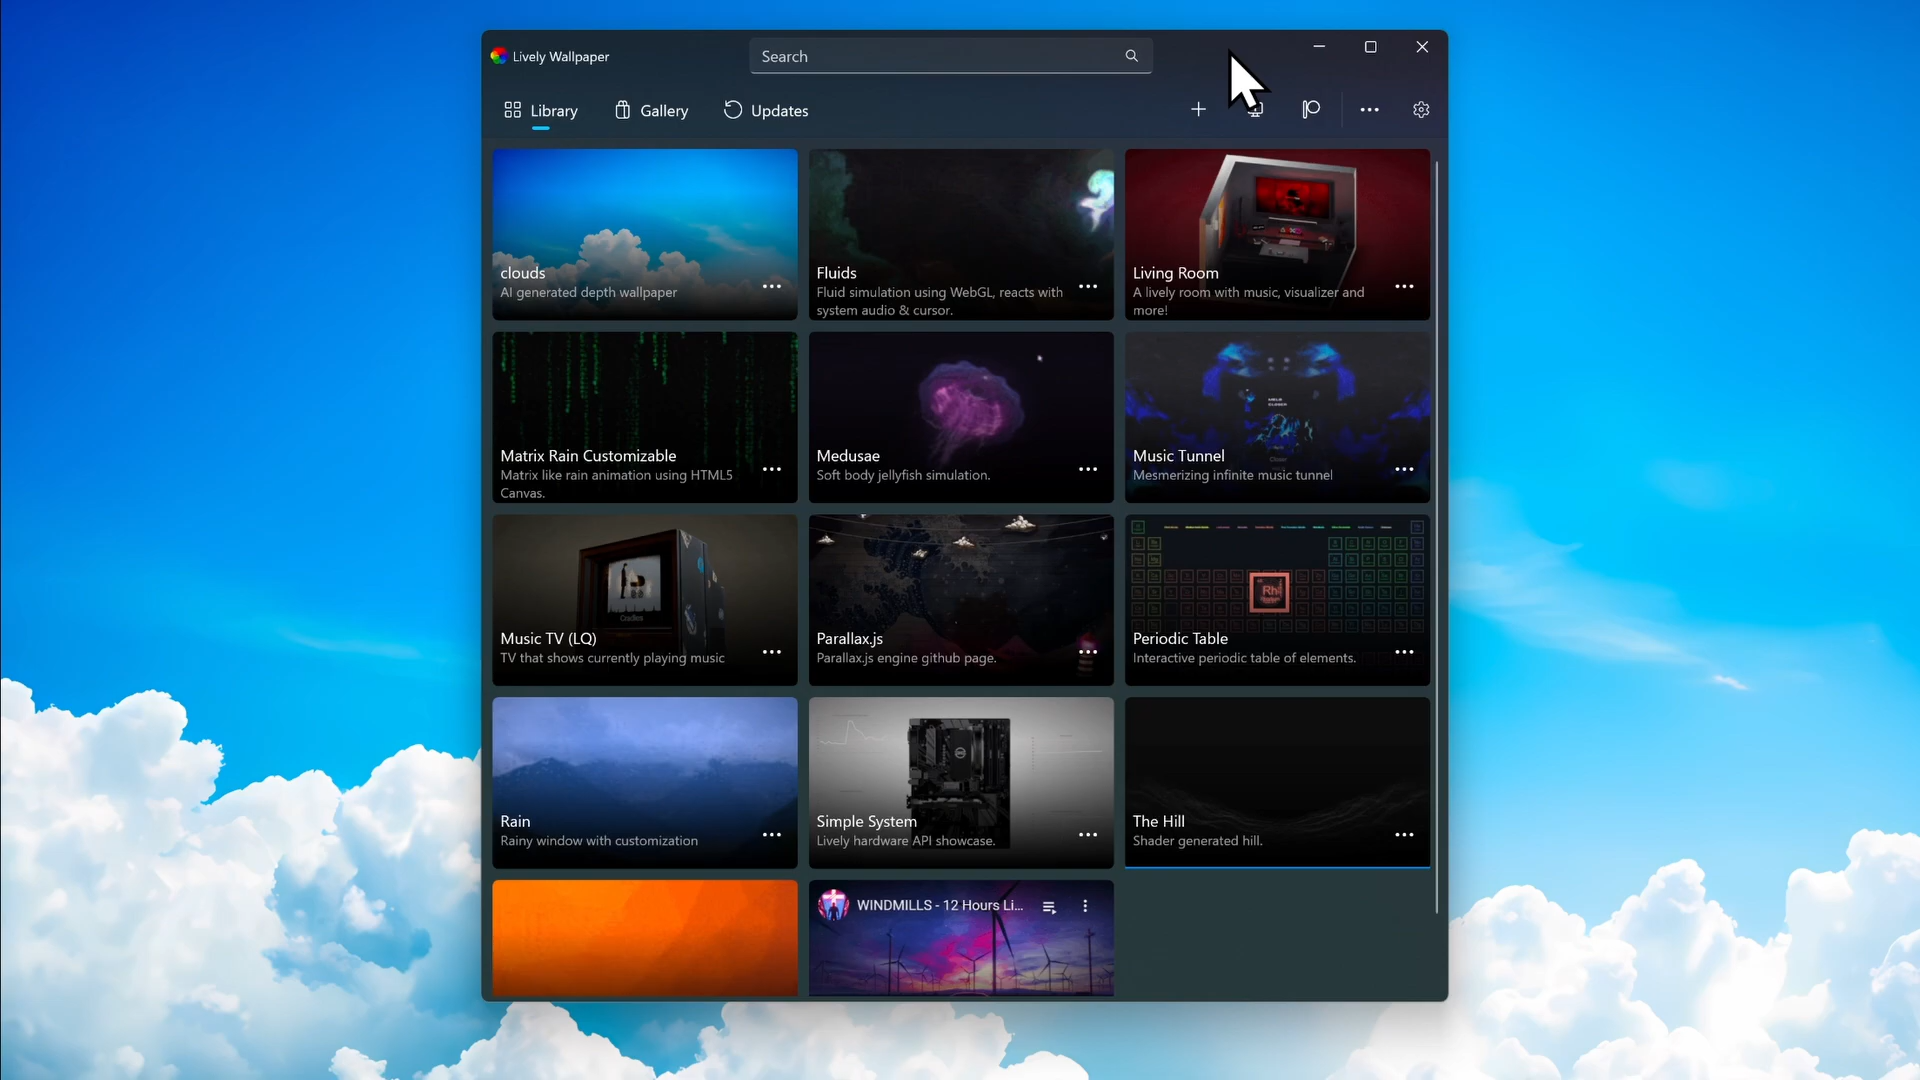 Lively Wallpaper
Search
Library
Gallery
Updates
clouds
AI generated depth wallpaper
Fluids
Fluid simulation using WebGL, reacts with
system audio & cursor.
Living Room
A lively room with music, visualizer and
more!
Matrix Rain Customizable
Matrix like rain animation using HTML5
Canvas.
Medusae
Soft body jellyfish simulation.
Music Tunnel
Mesmerizing infinite music tunnel
Music TV (LQ)
TV that shows currently playing music
Parallax.js
Parallax.js engine github page.
Rh
Periodic Table
Interactive periodic table of elements.
Rain
Rainy window with customization
Simple System
Lively hardware API showcase.
The Hill
Shader generated hill.
WINDMILLS - 12 Hours Li...